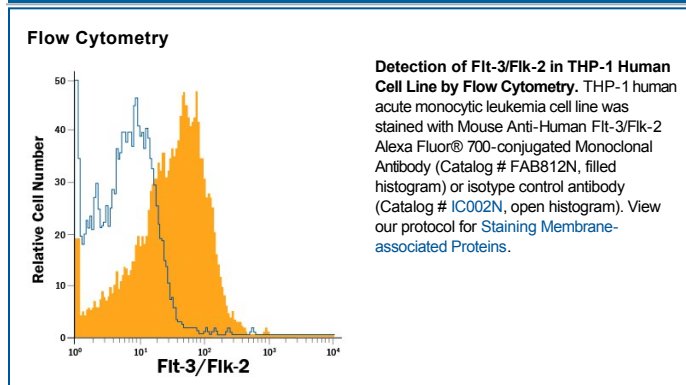 Flow Cytometry
Relative Cell Number
50
40
30
20
10
0
10⁰ 10¹ 10² 10³ 10⁴
Flt-3/Flk-2
Detection of Flt-3/Flk-2 in THP-1 Human
Cell Line by Flow Cytometry. THP-1 human
acute monocytic leukemia cell line was
stained with Mouse Anti-Human Flt-3/Flk-2
Alexa Fluor® 700-conjugated Monoclonal
Antibody (Catalog # FAB812N, filled
histogram) or isotype control antibody
(Catalog # IC002N, open histogram). View
our protocol for Staining Membrane-
associated Proteins.